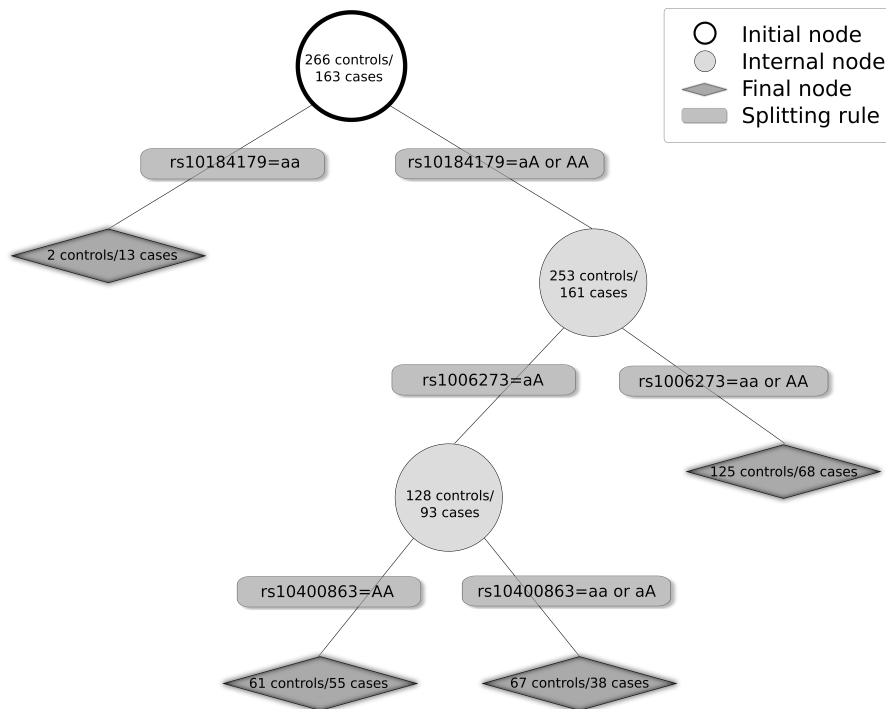 266 controls/
163 cases
Initial node
Internal node
Final node
Splitting rule
rs10184179=aa
rs10184179=aA or AA
2 controls/13 cases
253 controls/
161 cases
rs1006273=aA
rs1006273=aa or AA
128 controls/
93 cases
125 controls/68 cases
rs10400863=AA
rs10400863=aa or aA
61 controls/55 cases
67 controls/38 cases